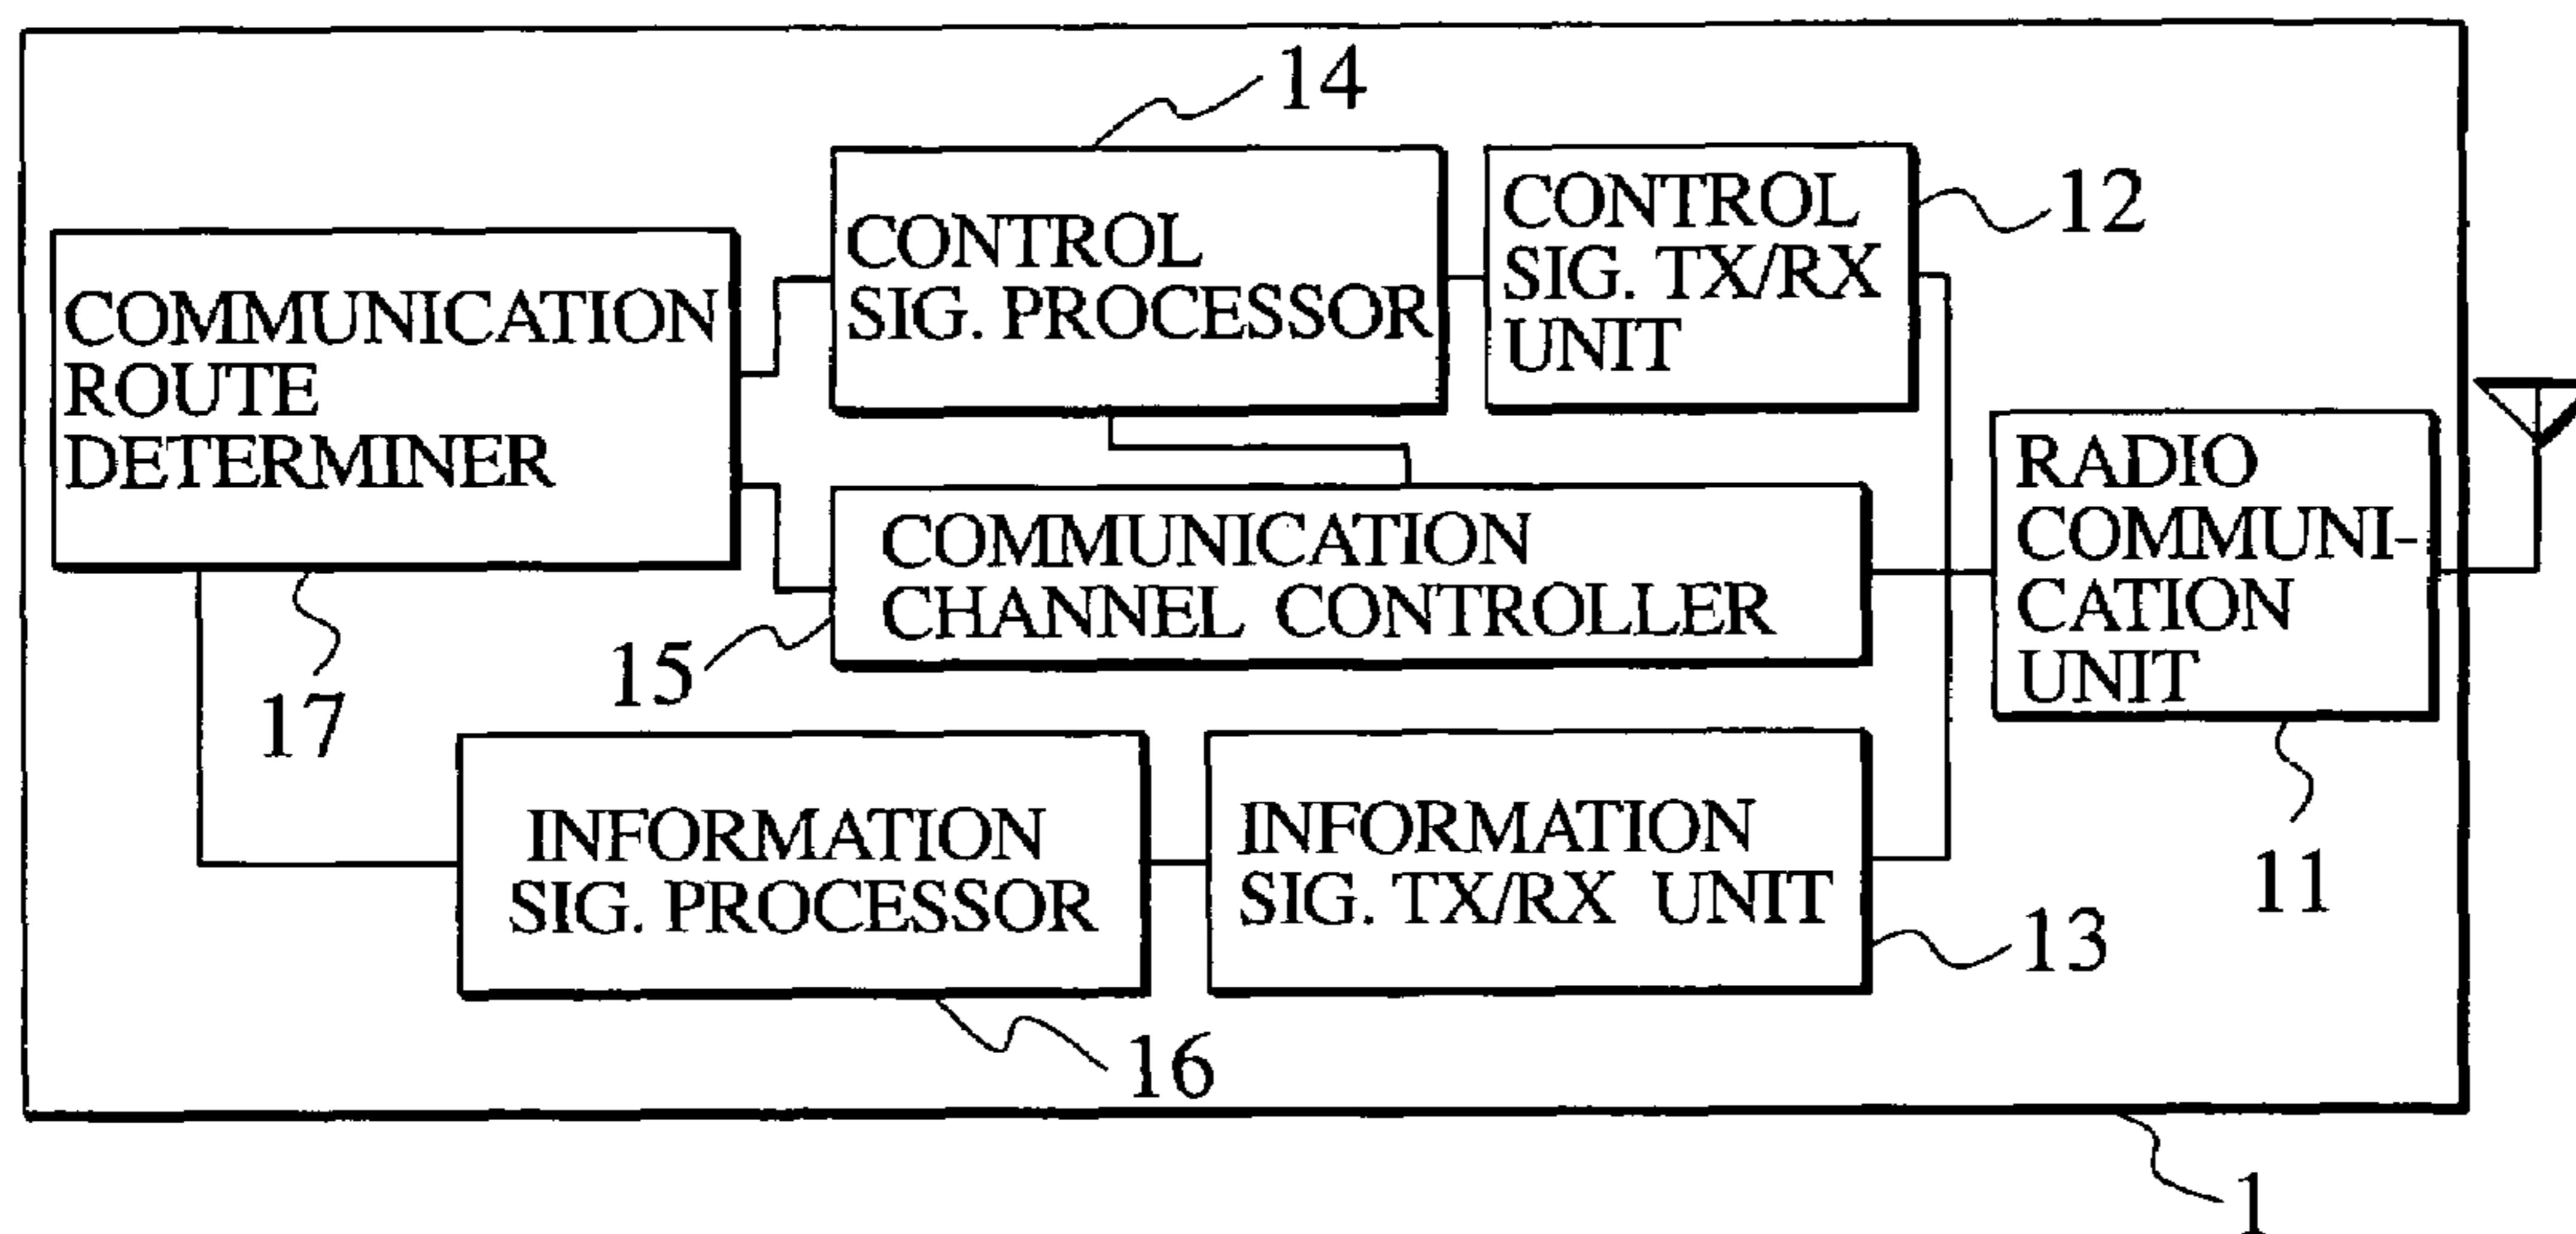 14
CONTROL
SIG. PROCESSOR
CONTROL
SIG. TX/RX
UNIT
12
COMMUNICATION
ROUTE
DETERMINER
17
COMMUNICATION
CHANNEL CONTROLLER
15
RADIO
COMMUNI-
CATION
UNIT
11
INFORMATION
SIG. PROCESSOR
16
INFORMATION
SIG. TX/RX UNIT
13
1